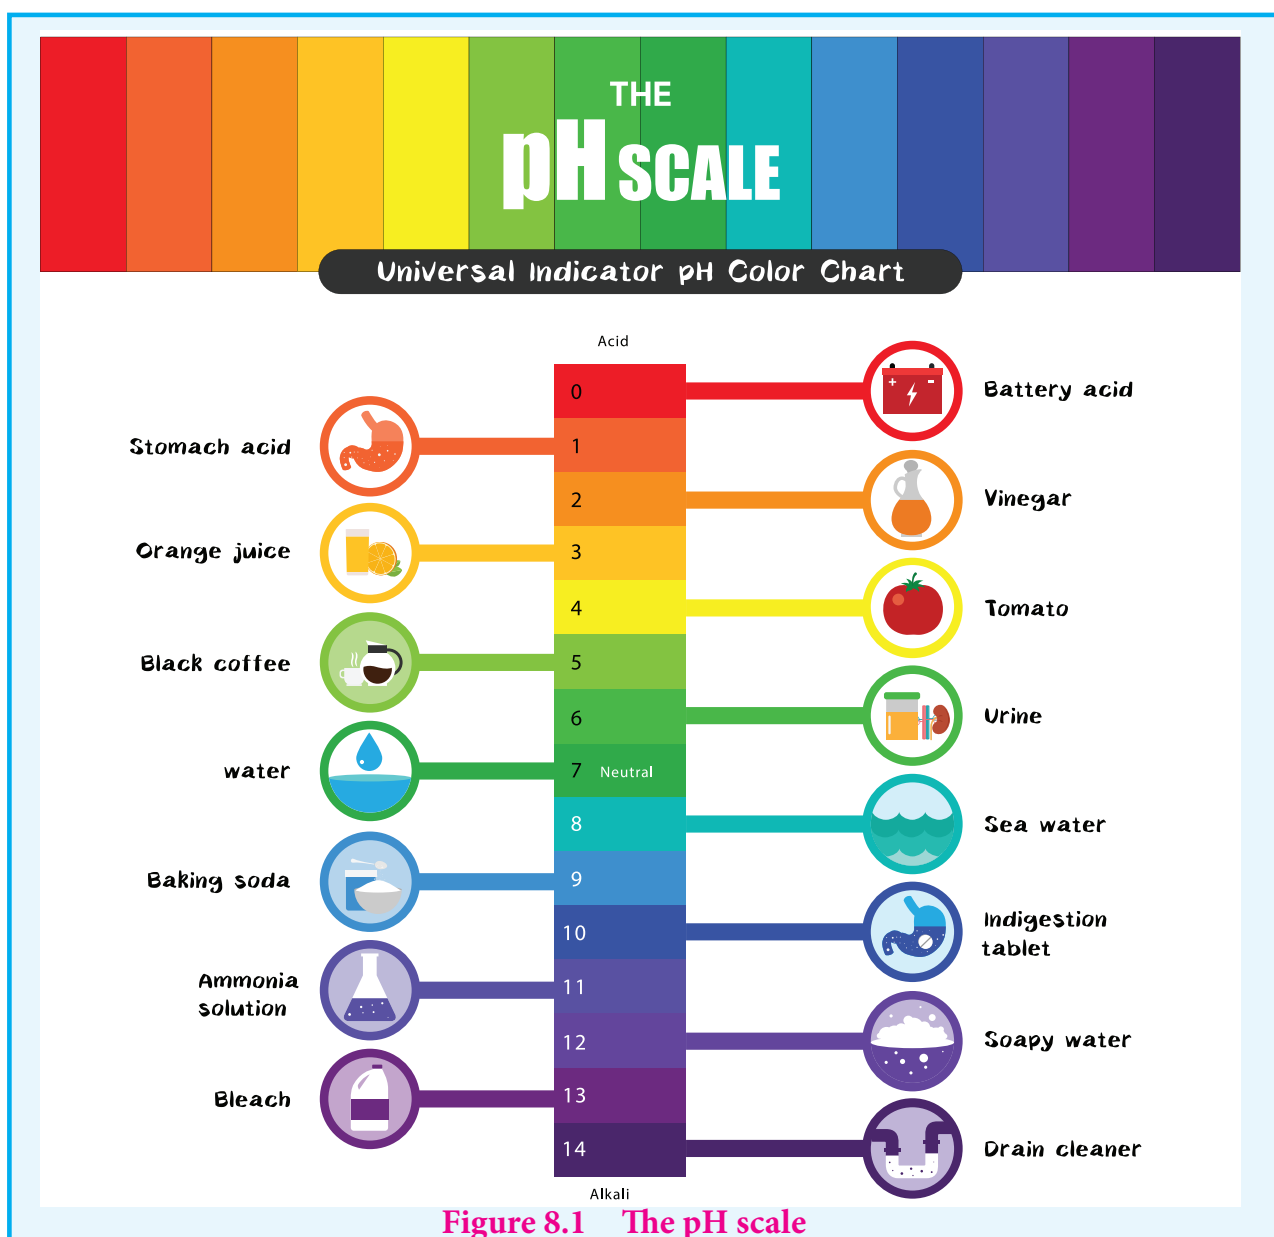 THE
pH SCALE
Universal Indicator pH Color Chart
Acid
0
Battery acid
Stomach acid
1
2
Vinegar
Orange juice
3
4
Tomato
Black coffee
5
6
Urine
water
7 Neutral
8
Sea water
Baking soda
9
10
Indigestion
tablet
Ammonia
solution
11
12
Soapy water
Bleach
13
14
Drain cleaner
Alkali
Figure 8.1 The pH scale